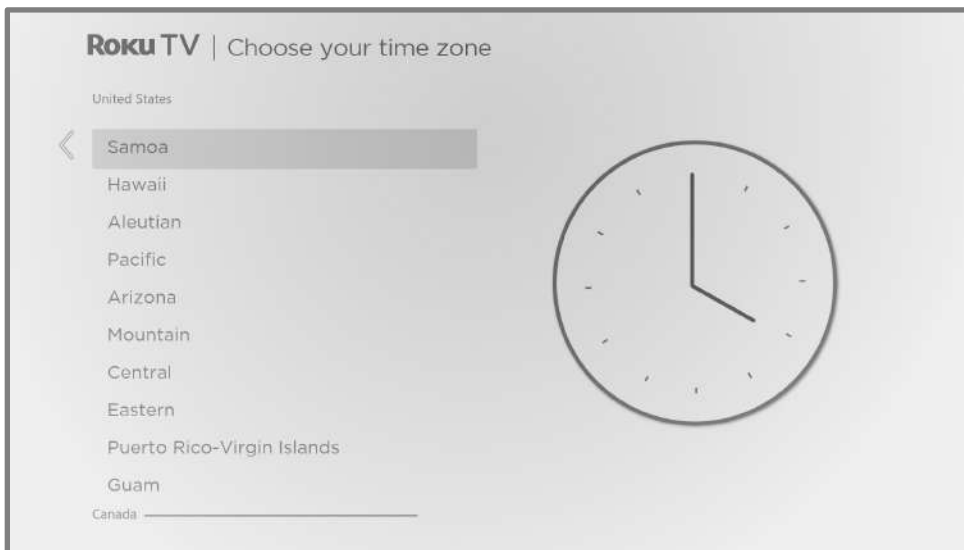 Roku TV | Choose your time zone
United States
Samoa
Hawaii
Aleutian
Pacific
Arizona
Mountain
Central
Eastern
Puerto Rico-Virgin Islands
Guam
Canada